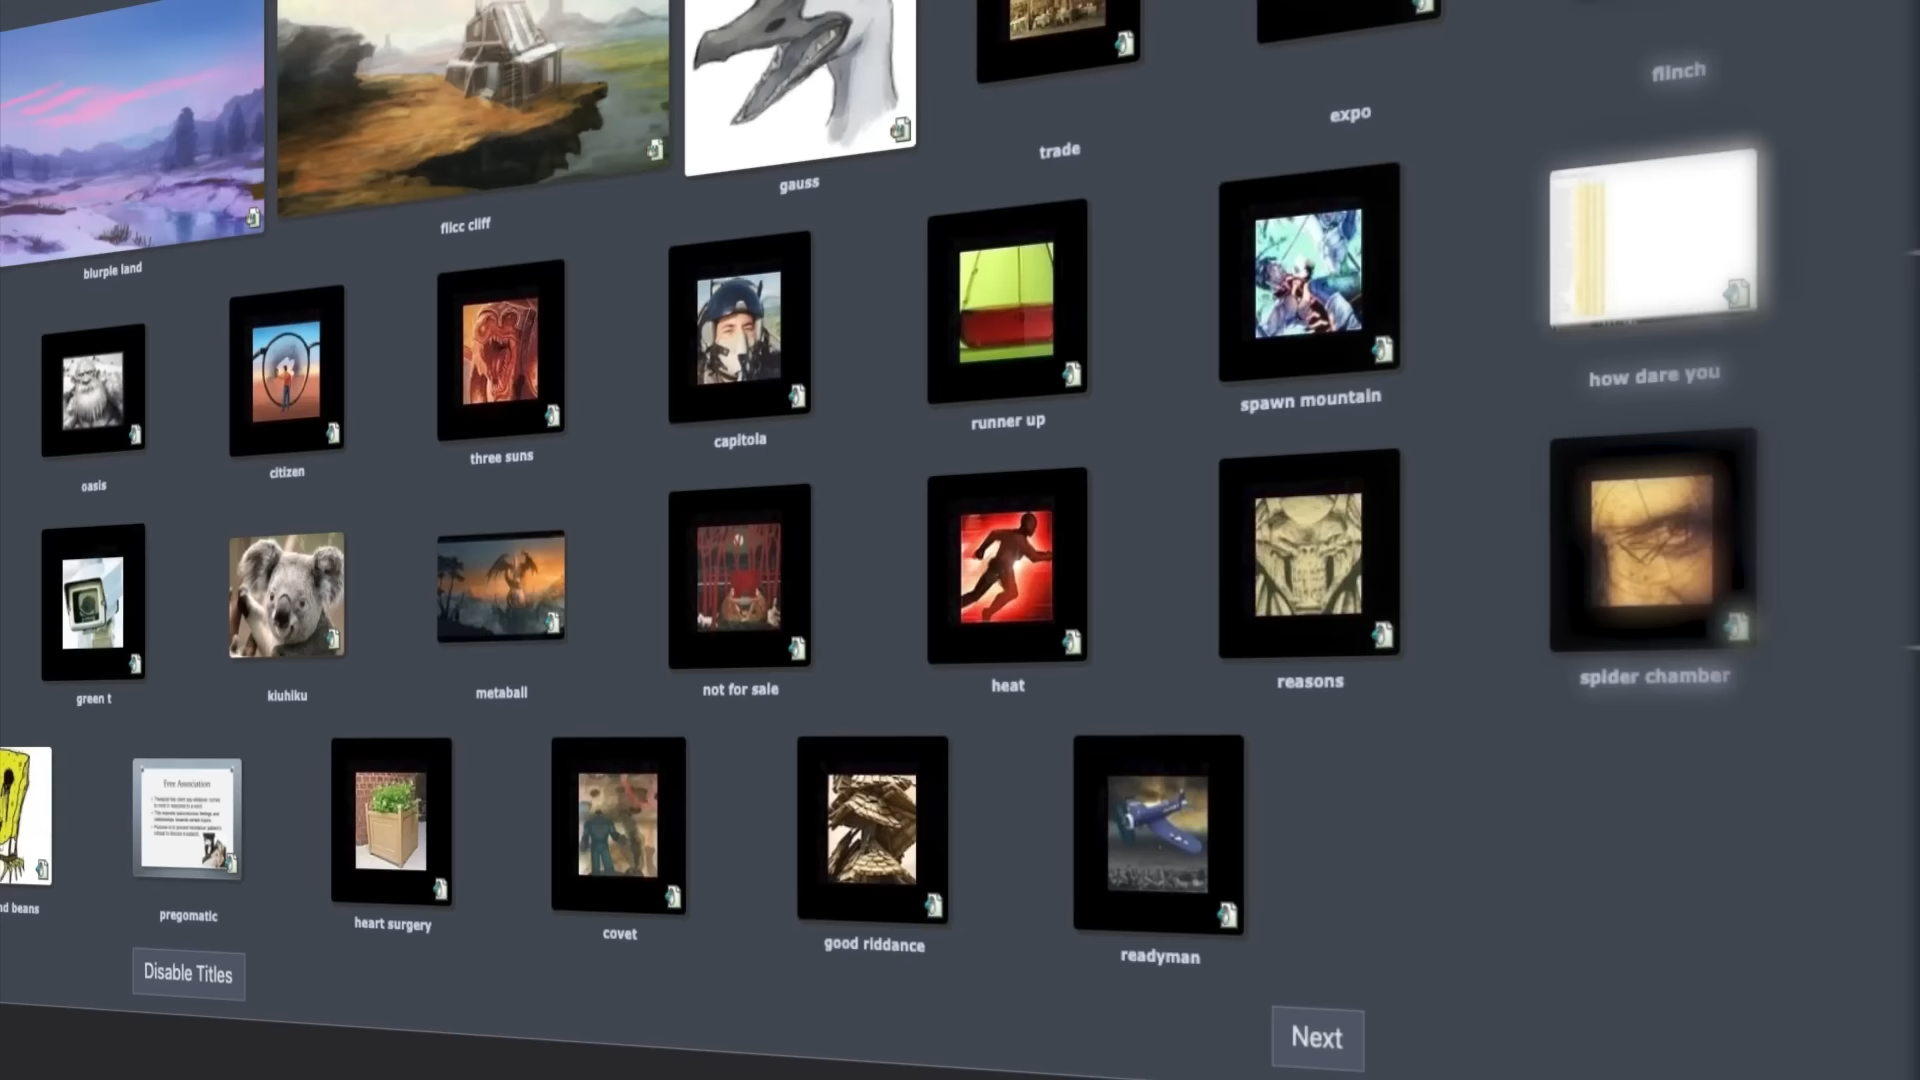 flinch
expo
trade
gauss
flicc cliff
blurple land
how dare you
spawn mountain
runner up
capitola
three suns
citizen
oasis
spider chamber
reasons
heat
not for sale
metaball
kiuhiku
green t
Free Association
nd beans
pregomatic
heart surgery
covet
good riddance
readyman
Disable Titles
Next